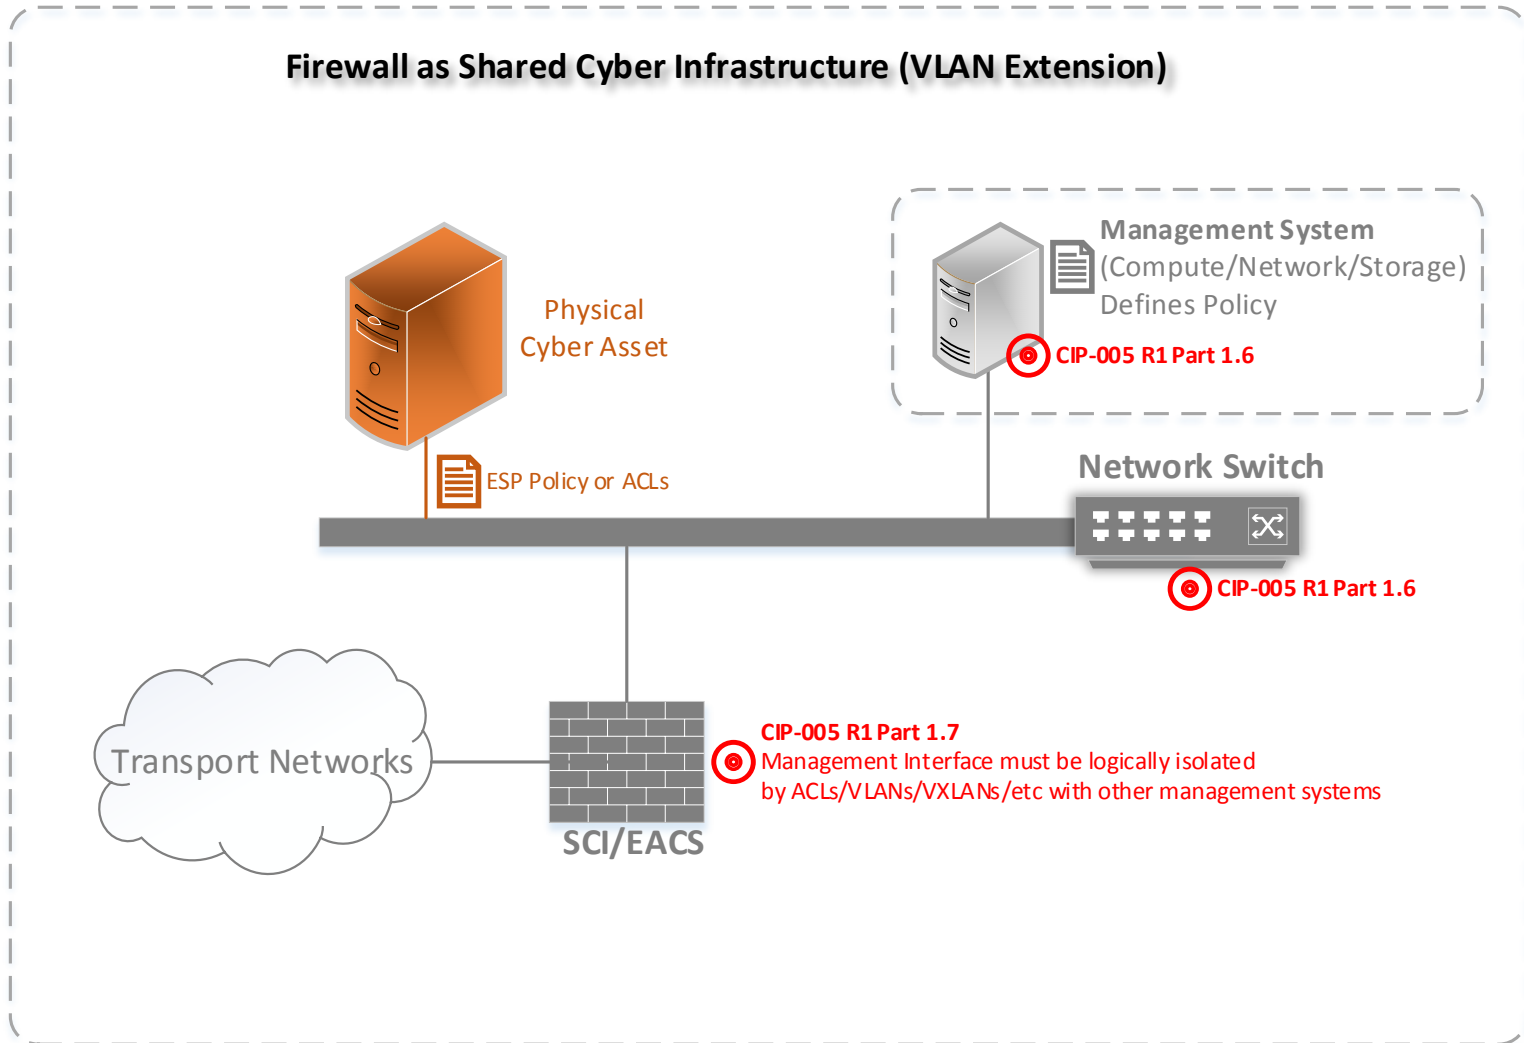 Firewall as Shared Cyber Infrastructure (VLAN Extension)
Management System
(Compute/Network/Storage)
Defines Policy
CIP-005 R1 Part 1.6
Physical
Cyber Asset
ESP Policy or ACLs
Network Switch
CIP-005 R1 Part 1.6
Transport Networks
CIP-005 R1 Part 1.7
Management Interface must be logically isolated
by ACLs/VLANs/VXLANs/etc with other management systems
SCI/EACS